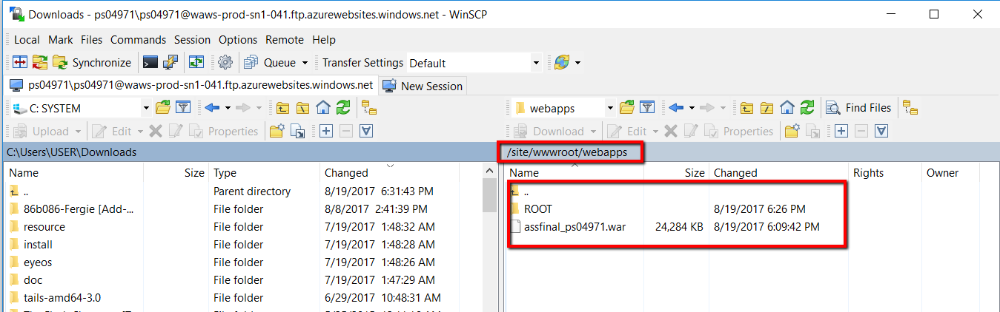 Downloads - ps04971\ps04971@waws-prod-sn1-041.ftp.azurewebsites.windows.net - WinSCP
Local Mark Files Commands Session Options Remote Help
Synchronize Queue Transfer Settings Default
ps04971\ps04971@waws-prod-sn1-041.ftp.azurewebsites.windows.net New Session
C: SYSTEM webapps Find Files
Upload Edit Properties Download Edit Properties
C:\Users\USER\Downloads /site/wwwroot/webapps
Name Size Type Changed Name Size Changed Rights Owner
.. Parent directory 8/19/2017 6:31:43 PM ..
86b086-Fergie [Add-... File folder 8/8/2017 2:41:39 PM ROOT 8/19/2017 6:26 PM
resource File folder 7/19/2017 1:48:32 AM assfinal_ps04971.war 24,284 KB 8/19/2017 6:09:42 PM
install File folder 7/19/2017 1:48:28 AM
eyeos File folder 7/19/2017 1:48:26 AM
doc File folder 7/19/2017 1:47:29 AM
tails-amd64-3.0 File folder 6/29/2017 10:48:31 AM